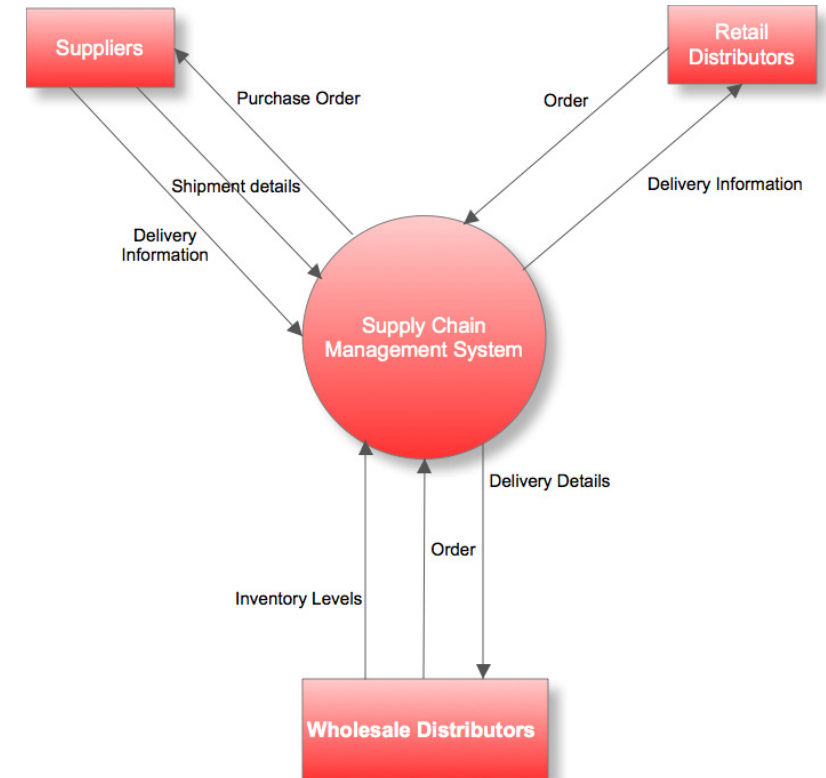 Suppliers
Retail
Distributors
Purchase Order
Order
Shipment details
Delivery Information
Delivery
Information
Supply Chain
Management System
Delivery Details
Order
Inventory Levels
Wholesale Distributors